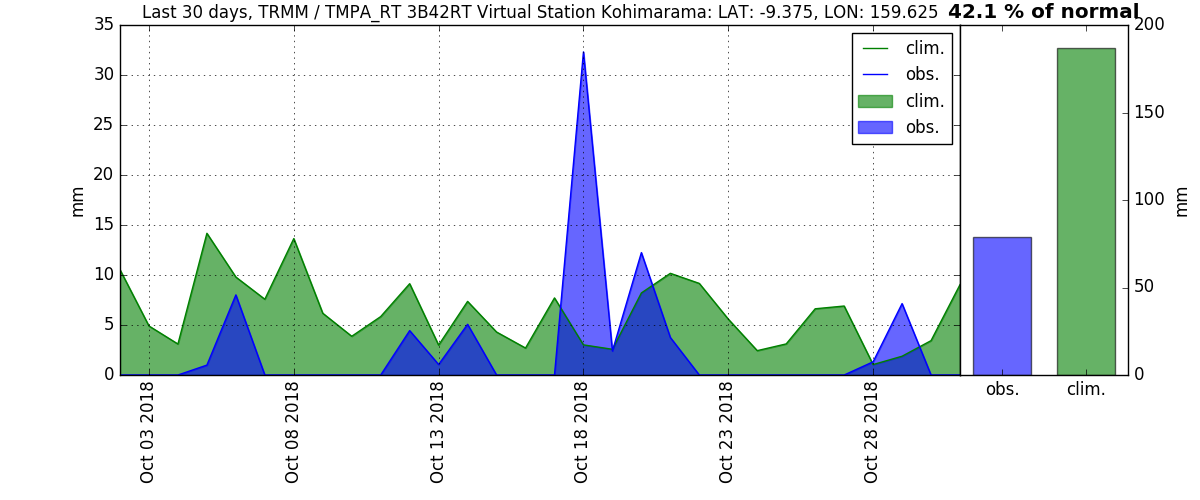 Last 30 days, TRMM / TMPA_RT 3B42RT Virtual Station Kohimarama: LAT: -9.375, LON: 159.625
42.1 % of normal
clim.
obs.
clim.
obs.
35
30
25
20
15
10
5
0
mm
Oct 03 2018
Oct 08 2018
Oct 13 2018
Oct 18 2018
Oct 23 2018
Oct 28 2018
200
150
100
50
0
mm
obs.
clim.